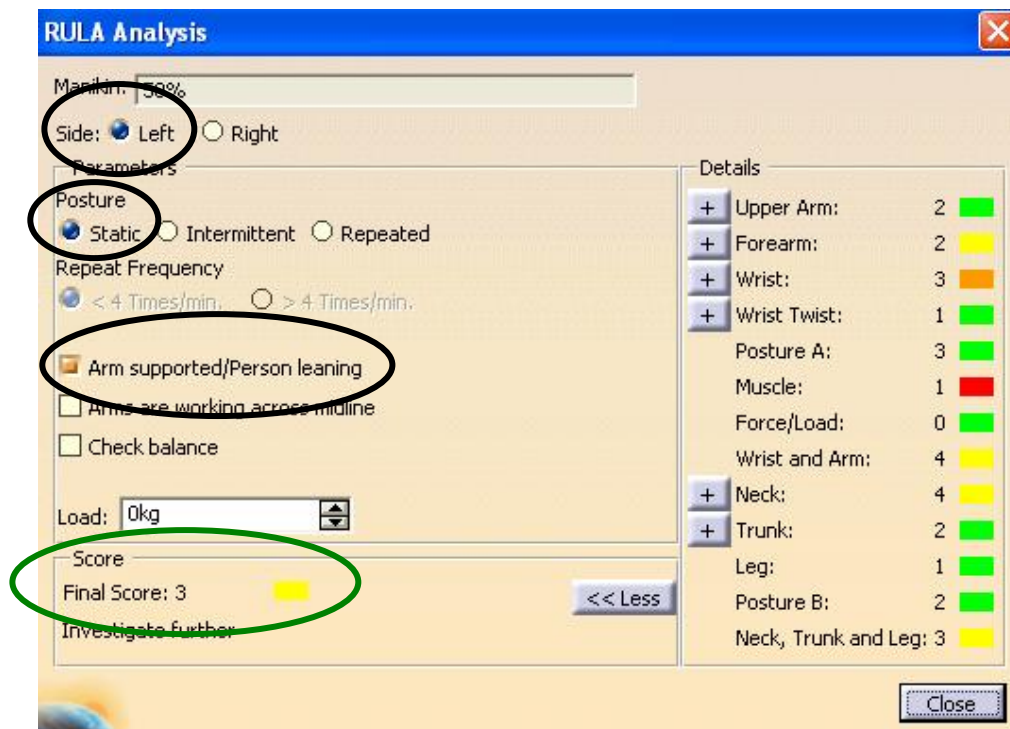 RULA Analysis
Manikin: 50%
Side: Left Right
Parameters
Posture
Static Intermittent Repeated
Repeat Frequency
< 4 Times/min. > 4 Times/min.
Arm supported/Person leaning
Arms are working across midline
Check balance
Load: 0kg
Score
Final Score: 3
Investigate further
<< Less
Details
+ Upper Arm: 2
+ Forearm: 2
+ Wrist: 3
+ Wrist Twist: 1
Posture A: 3
Muscle: 1
Force/Load: 0
Wrist and Arm: 4
+ Neck: 4
+ Trunk: 2
Leg: 1
Posture B: 2
Neck, Trunk and Leg: 3
Close